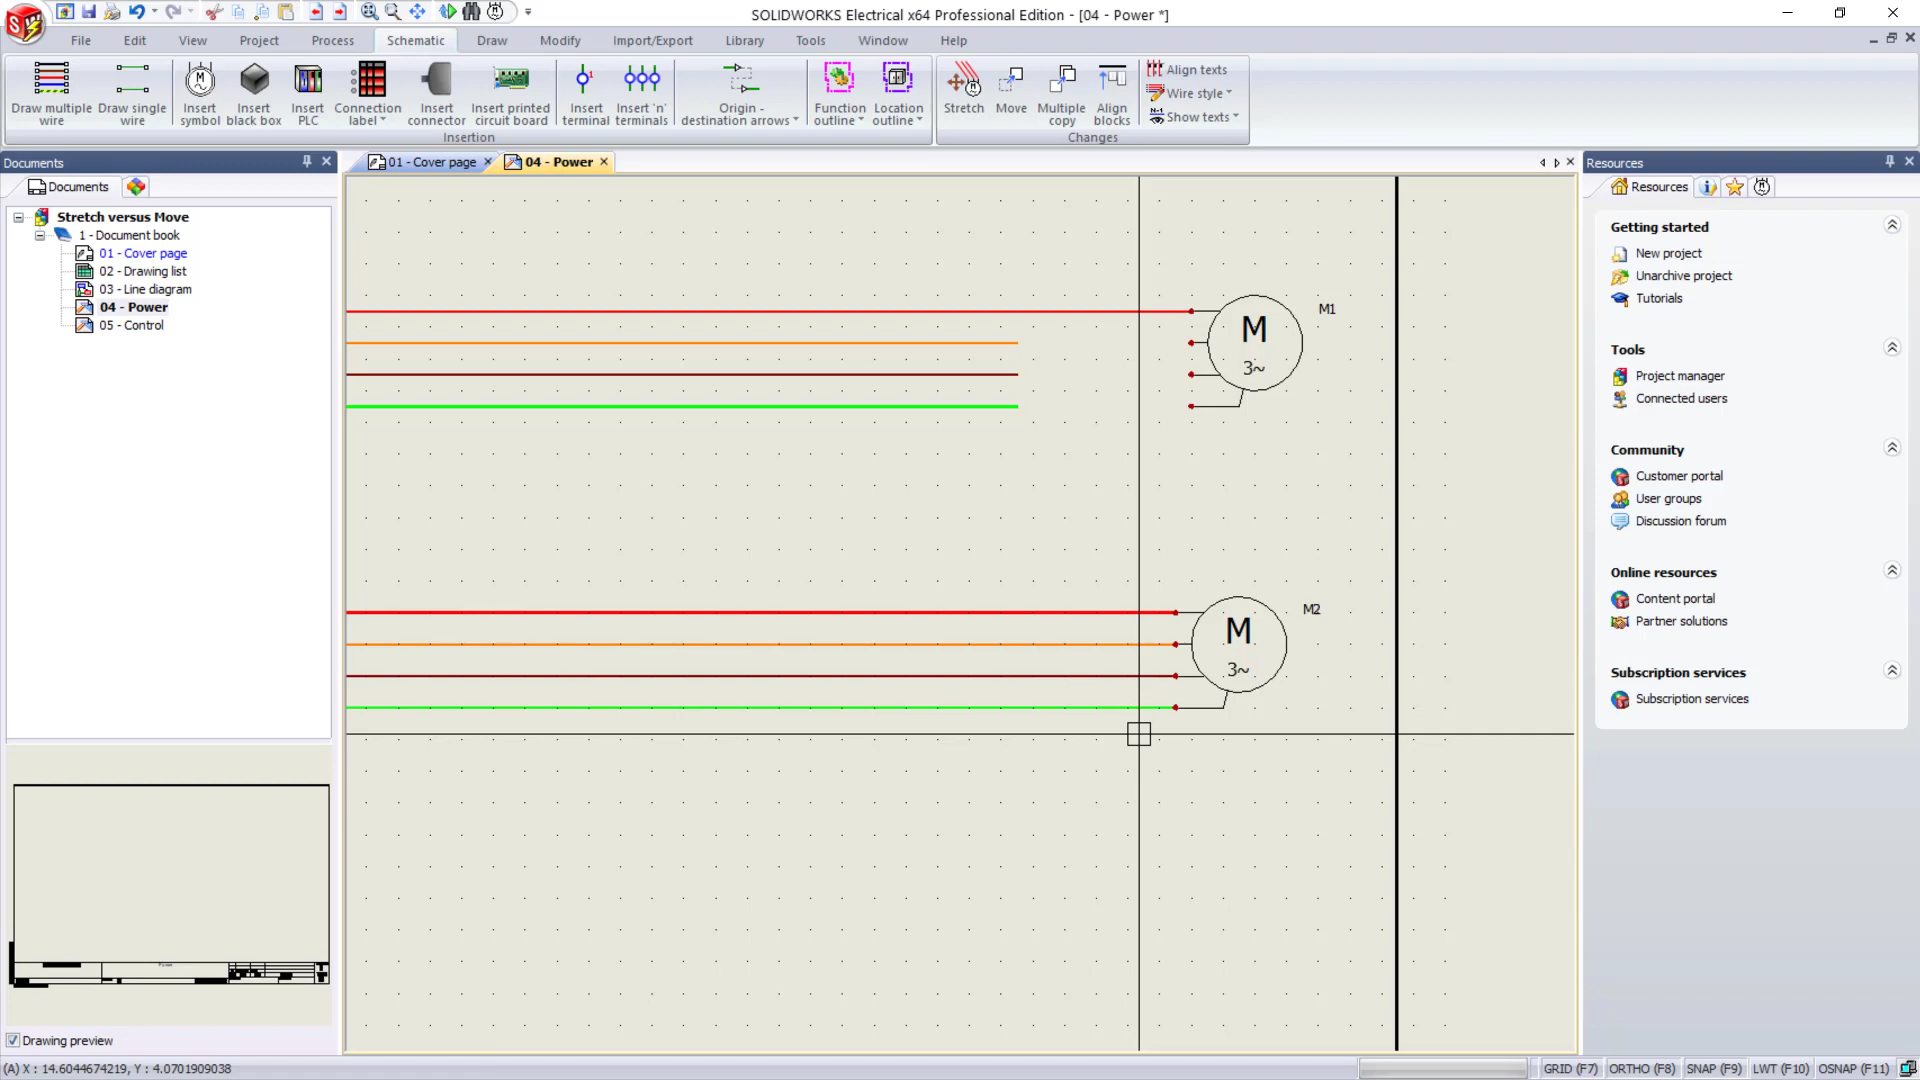 SOLIDWORKS Electrical x64 Professional Edition - [04 - Power *]
File Edit View Project Process Schematic Draw Modify Import/Export Library Tools Window Help
Draw multiple wire
Draw single wire
Insert symbol
Insert black box
Insert PLC
Connection label
Insert connector
Insert printed circuit board
Insert terminal
Insert 'n' terminals
Origin - destination arrows
Function outline
Location outline
Stretch
Move
Multiple copy
Align blocks
Align texts
Wire style
Show texts
Insertion
Changes
Documents
Documents
Stretch versus Move
1 - Document book
01 - Cover page
02 - Drawing list
03 - Line diagram
04 - Power
05 - Control
Drawing preview
01 - Cover page
04 - Power
M
3~
M1
M
3~
M2
Resources
Resources
Getting started
New project
Unarchive project
Tutorials
Tools
Project manager
Connected users
Community
Customer portal
User groups
Discussion forum
Online resources
Content portal
Partner solutions
Subscription services
Subscription services
(A) X : 14.6044674219, Y : 4.0701909038
GRID (F7) ORTHO (F8) SNAP (F9) LWT (F10) OSNAP (F11)